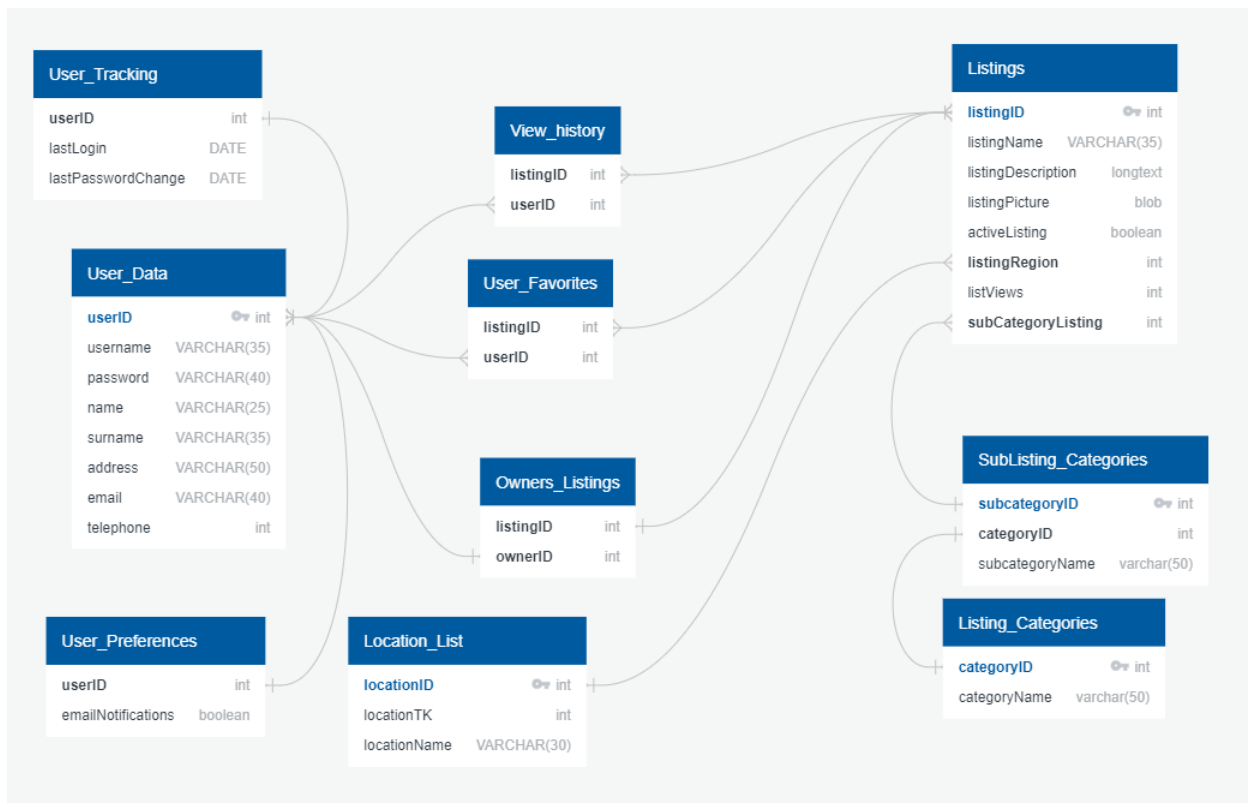 User_Tracking
userID int
lastLogin DATE
lastPasswordChange DATE
User_Data
userID int
username VARCHAR(35)
password VARCHAR(40)
name VARCHAR(25)
surname VARCHAR(35)
address VARCHAR(50)
email VARCHAR(40)
telephone int
User_Preferences
userID int
emailNotifications boolean
View_history
listingID int
userID int
User_Favorites
listingID int
userID int
Owners_Listings
listingID int
ownerID int
Location_List
locationID int
locationTK int
locationName VARCHAR(30)
Listings
listingID int
listingName VARCHAR(35)
listingDescription longtext
listingPicture blob
activeListing boolean
listingRegion int
listViews int
subCategoryListing int
SubListing_Categories
subcategoryID int
categoryID int
subcategoryName varchar(50)
Listing_Categories
categoryID int
categoryName varchar(50)